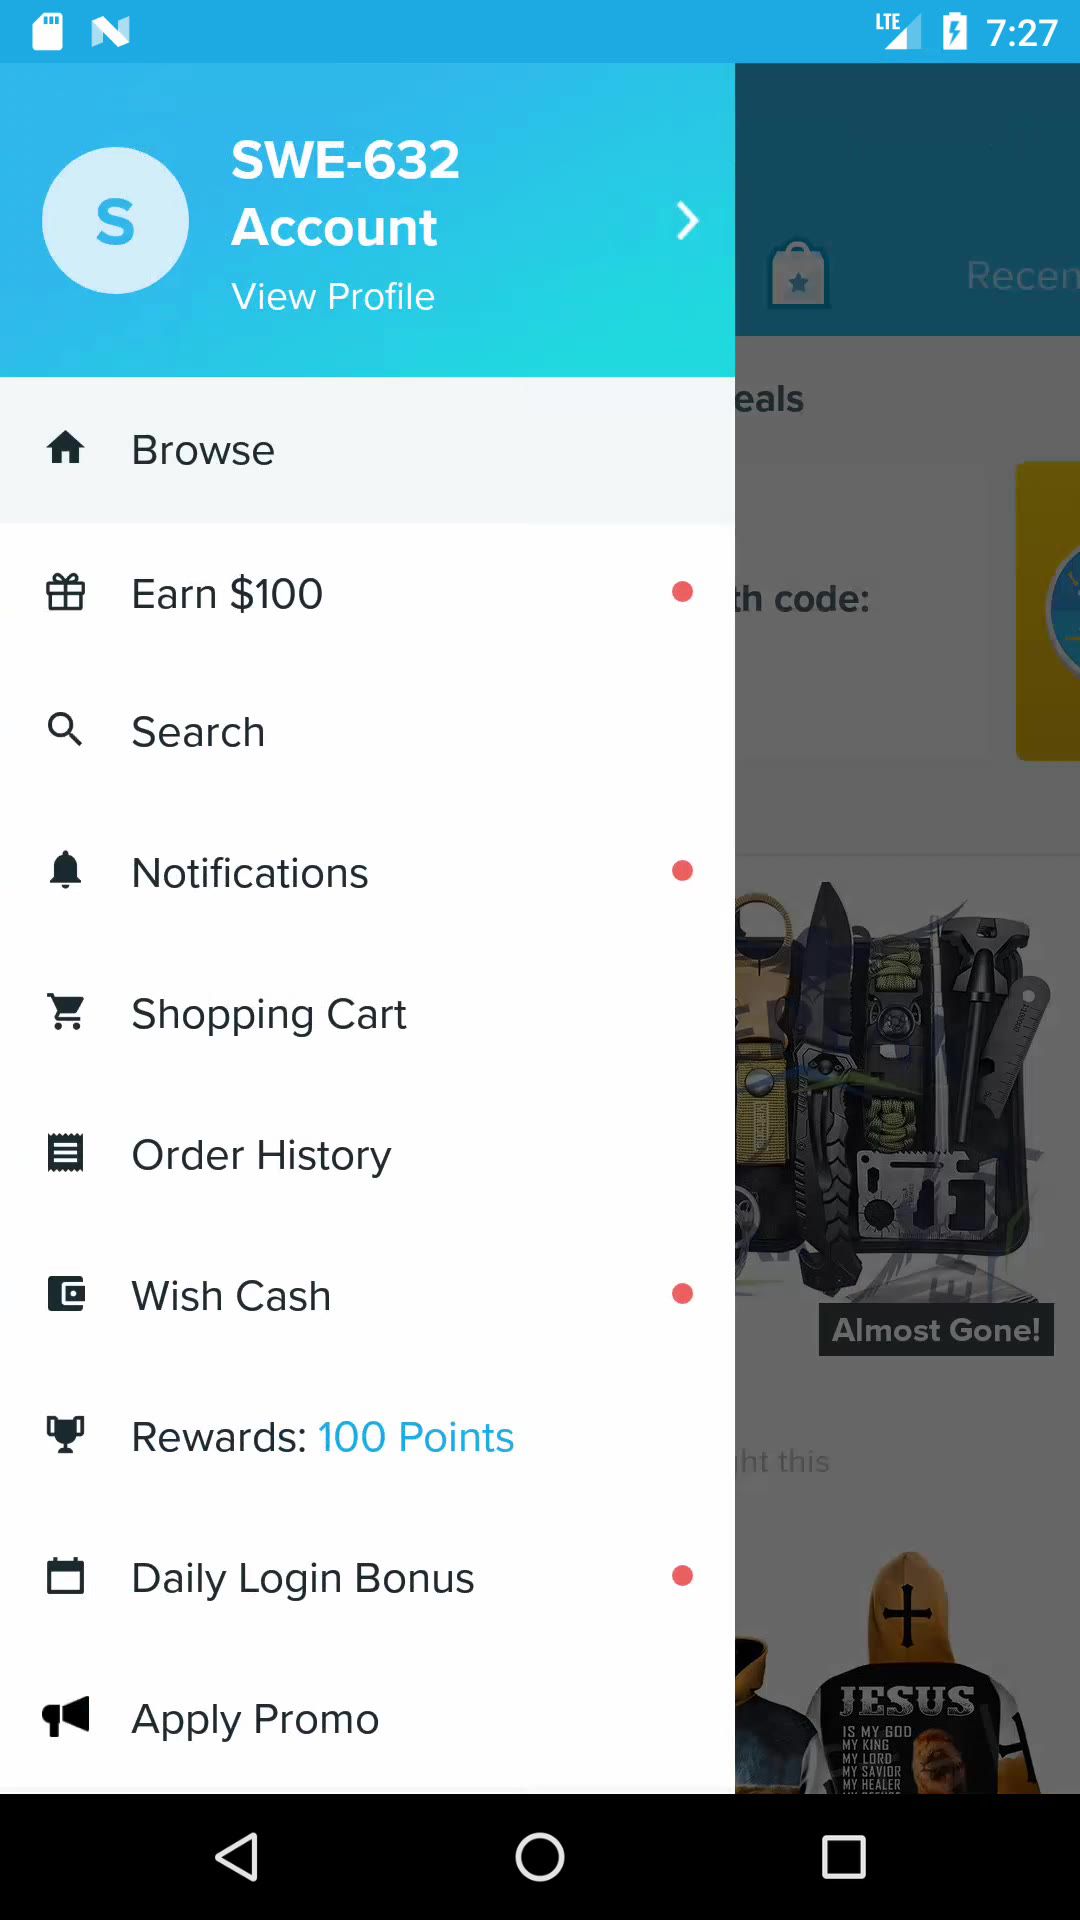 LTE 7:27
S
SWE-632
Account
View Profile
Recen
eals
Browse
Earn $100
th code:
Search
Notifications
Shopping Cart
Order History
Wish Cash
Almost Gone!
Rewards: 100 Points
ht this
Daily Login Bonus
JESUS
IS MY GOD
MY KING
MY LORD
MY SAVIOR
MY HEALER
Apply Promo